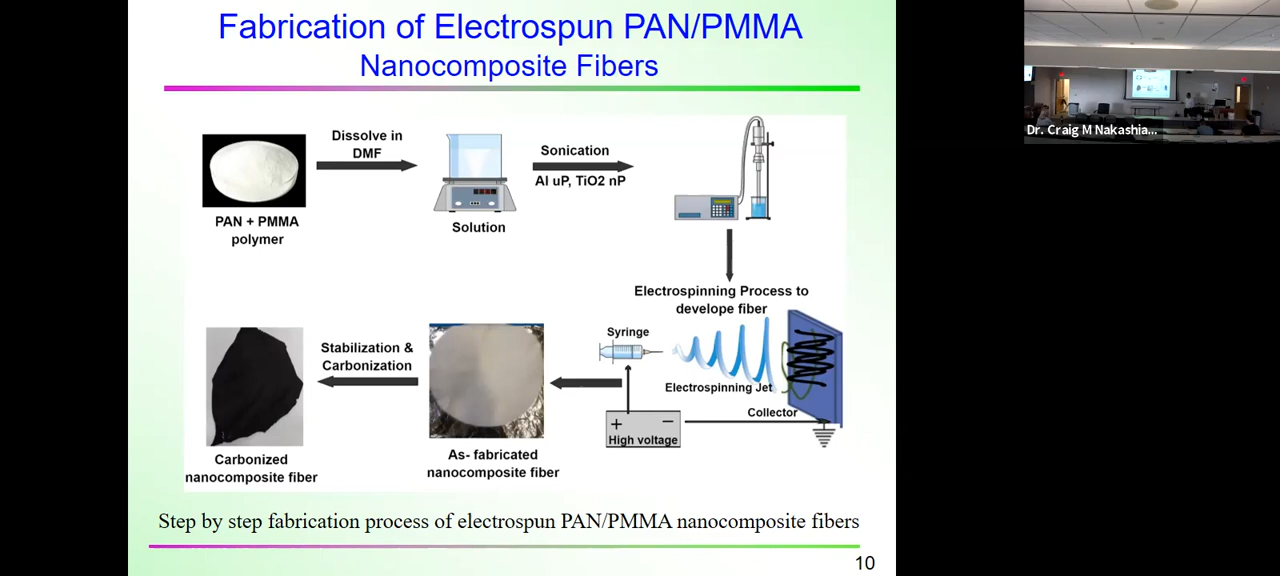 Fabrication of Electrospun PAN/PMMA
Nanocomposite Fibers
Dissolve in
DMF
PAN + PMMA
polymer
Solution
Sonication
Al uP, TiO2 nP
Electrospinning Process to
develope fiber
Syringe
Electrospinning Jet
Collector
+ −
High voltage
As- fabricated
nanocomposite fiber
Stabilization &
Carbonization
Carbonized
nanocomposite fiber
Step by step fabrication process of electrospun PAN/PMMA nanocomposite fibers
10
Dr. Craig M Nakashia...